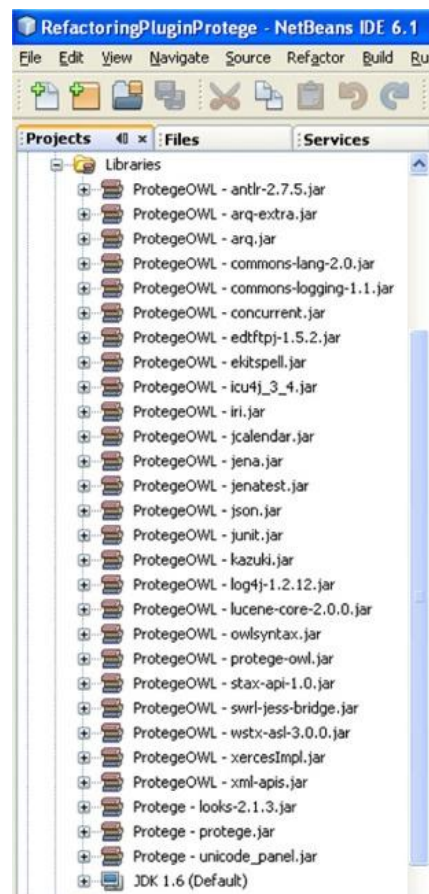 RefactoringPluginProtege - NetBeans IDE 6.1
File Edit View Navigate Source Refactor Build Ru
Projects Files Services
Libraries
ProtegeOWL - antlr-2.7.5.jar
ProtegeOWL - arq-extra.jar
ProtegeOWL - arq.jar
ProtegeOWL - commons-lang-2.0.jar
ProtegeOWL - commons-logging-1.1.jar
ProtegeOWL - concurrent.jar
ProtegeOWL - edtftpj-1.5.2.jar
ProtegeOWL - ekitspell.jar
ProtegeOWL - icu4j_3_4.jar
ProtegeOWL - iri.jar
ProtegeOWL - jcalendar.jar
ProtegeOWL - jena.jar
ProtegeOWL - jenatest.jar
ProtegeOWL - json.jar
ProtegeOWL - junit.jar
ProtegeOWL - kazuki.jar
ProtegeOWL - log4j-1.2.12.jar
ProtegeOWL - lucene-core-2.0.0.jar
ProtegeOWL - owlsyntax.jar
ProtegeOWL - protege-owl.jar
ProtegeOWL - stax-api-1.0.jar
ProtegeOWL - swrl-jess-bridge.jar
ProtegeOWL - wstx-asl-3.0.0.jar
ProtegeOWL - xercesImpl.jar
ProtegeOWL - xml-apis.jar
Protege - looks-2.1.3.jar
Protege - protege.jar
Protege - unicode_panel.jar
JDK 1.6 (Default)